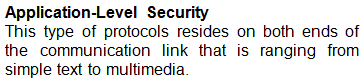 Application-Level Security
This type of protocols resides on both ends of
the communication link that is ranging from
simple text to multimedia.